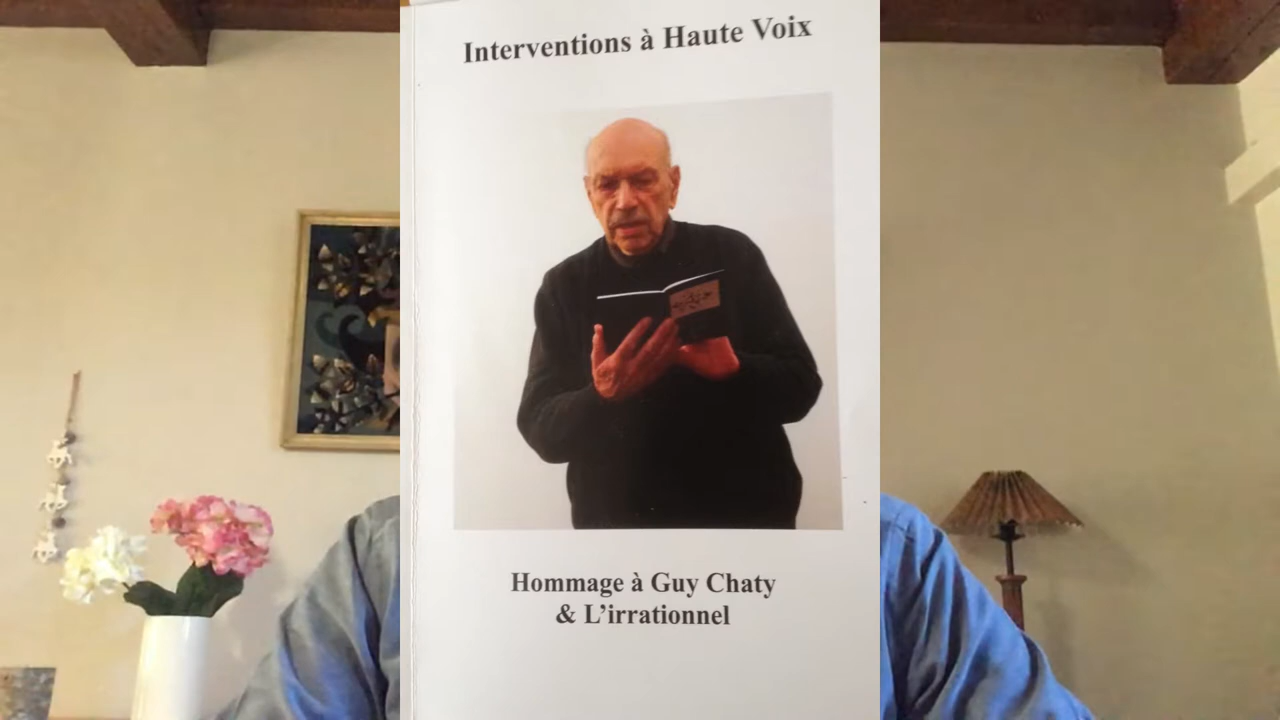 Interventions à Haute Voix
Hommage à Guy Chaty
& L'irrationnel